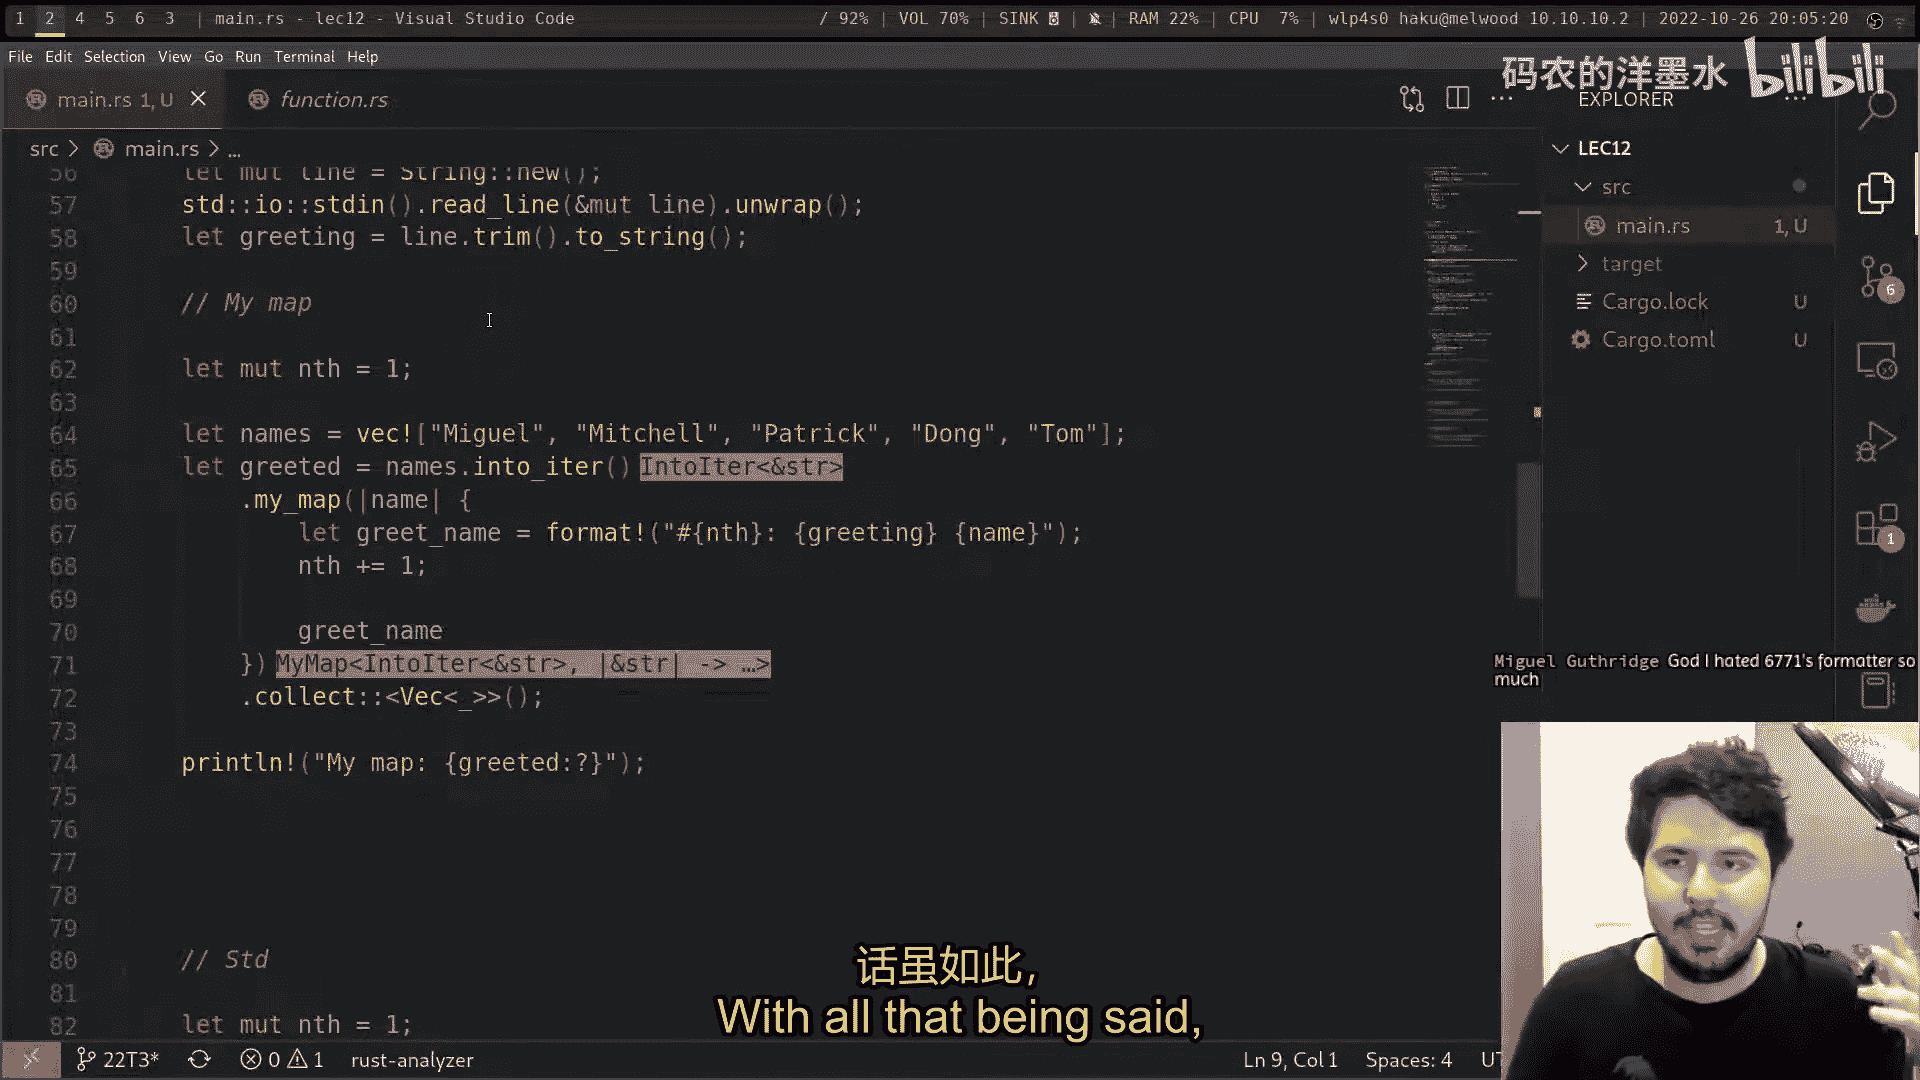 1 2 4 5 6 3 | main.rs - lec12 - Visual Studio Code
/ 92% | VOL 70% | SINK | | RAM 22% | CPU 7% | wlp4s0 haku@melwood 10.10.10.2 | 2022-10-26 20:05:20
File Edit Selection View Go Run Terminal Help
码农的洋墨水 bilibili
main.rs 1, U
function.rs
EXPLORER
src > main.rs > ...
LEC12
src
main.rs 1, U
target
Cargo.lock U
Cargo.toml U
6
1
56 let mut line = String::new();
57 std::io::stdin().read_line(&mut line).unwrap();
58 let greeting = line.trim().to_string();
59
60 // My map
61
62 let mut nth = 1;
63
64 let names = vec!["Miguel", "Mitchell", "Patrick", "Dong", "Tom"];
65 let greeted = names.into_iter() IntoIter<&str>
66 .my_map(|name| {
67 let greet_name = format!("#{nth}: {greeting} {name}");
68 nth += 1;
69
70 greet_name
71 }) MyMap<IntoIter<&str>, |&str| -> …>
72 .collect::<Vec<_>>();
73
74 println!("My map: {greeted:?}");
75
76
77
78
79
80 // Std
81
82 let mut nth = 1;
Miguel Guthridge God I hated 6771's formatter so
much
话虽如此，
With all that being said,
22T3* 0 1 rust-analyzer
Ln 9, Col 1 Spaces: 4